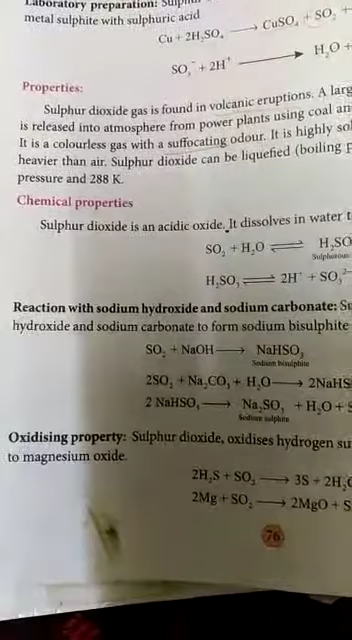 Laboratory preparation:
metal sulphite with sulphuric acid
Cu + 2H₂SO₄ ⟶ CuSO₄ + SO₂ +
SO₃⁻ + 2H⁺ ⟶ H₂O +
Properties:
Sulphur dioxide gas is found in volcanic eruptions. A larg
is released into atmosphere from power plants using coal an
It is a colourless gas with a suffocating odour. It is highly sol
heavier than air. Sulphur dioxide can be liquefied (boiling p
pressure and 288 K.
Chemical properties
Sulphur dioxide is an acidic oxide. It dissolves in water t
SO₂ + H₂O ⇌ H₂SO
Sulphurous
H₂SO₃ ⇌ 2H⁺ + SO₃²⁻
Reaction with sodium hydroxide and sodium carbonate: Su
hydroxide and sodium carbonate to form sodium bisulphite
SO₂ + NaOH ⟶ NaHSO₃
Sodium bisulphite
2SO₂ + Na₂CO₃ + H₂O ⟶ 2NaHS
2 NaHSO₃ ⟶ Na₂SO₃ + H₂O + S
Sodium sulphite
Oxidising property: Sulphur dioxide, oxidises hydrogen su
to magnesium oxide.
2H₂S + SO₂ ⟶ 3S + 2H₂O
2Mg + SO₂ ⟶ 2MgO + S
76